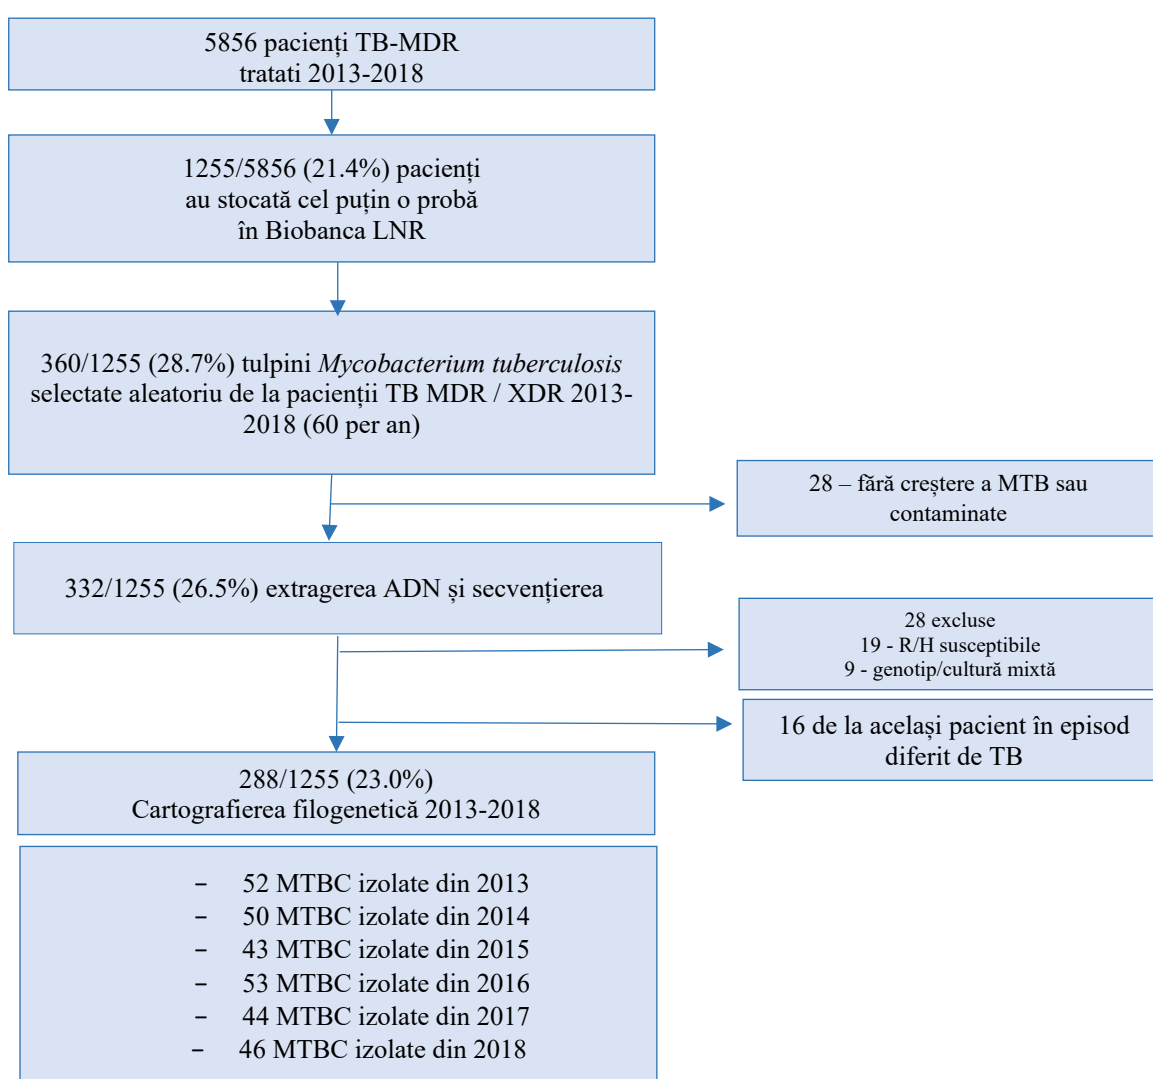 5856 pacienți TB-MDR
tratati 2013-2018
1255/5856 (21.4%) pacienți
au stocată cel puțin o probă
în Biobanca LNR
360/1255 (28.7%) tulpini Mycobacterium tuberculosis
selectate aleatoriu de la pacienții TB MDR / XDR 2013-
2018 (60 per an)
28 – fără creștere a MTB sau
contaminate
332/1255 (26.5%) extragerea ADN și secvențierea
28 excluse
19 - R/H susceptibile
9 - genotip/cultură mixtă
16 de la același pacient în episod
diferit de TB
288/1255 (23.0%)
Cartografierea filogenetică 2013-2018
− 52 MTBC izolate din 2013
− 50 MTBC izolate din 2014
− 43 MTBC izolate din 2015
− 53 MTBC izolate din 2016
− 44 MTBC izolate din 2017
− 46 MTBC izolate din 2018